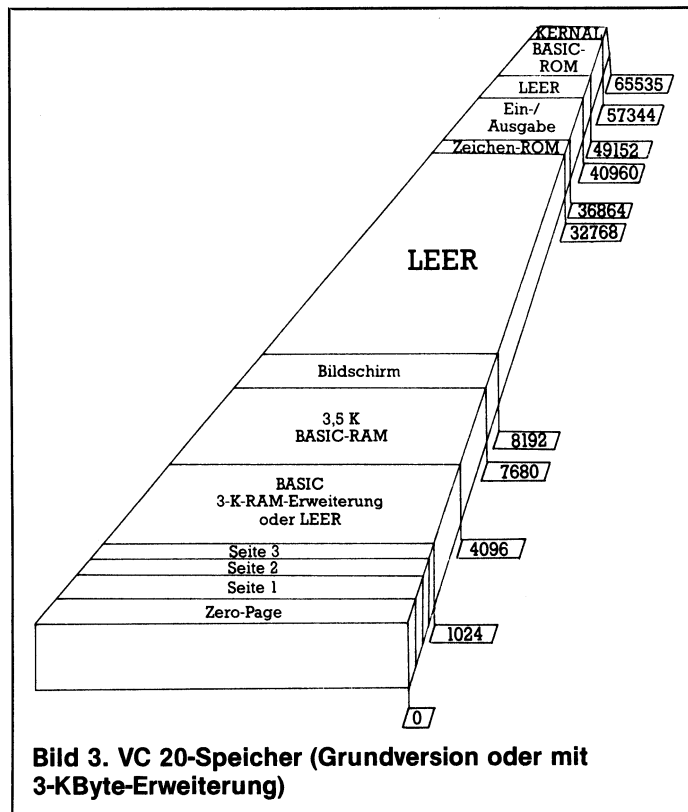 KERNAL
BASIC-
ROM
LEER
65535
Ein-/
Ausgabe
57344
Zeichen-ROM
49152
40960
36864
32768
LEER
Bildschirm
3,5 K
BASIC-RAM
8192
7680
BASIC
3-K-RAM-Erweiterung
oder LEER
4096
Seite 3
Seite 2
Seite 1
Zero-Page
1024
0
Bild 3. VC 20-Speicher (Grundversion oder mit
3-KByte-Erweiterung)